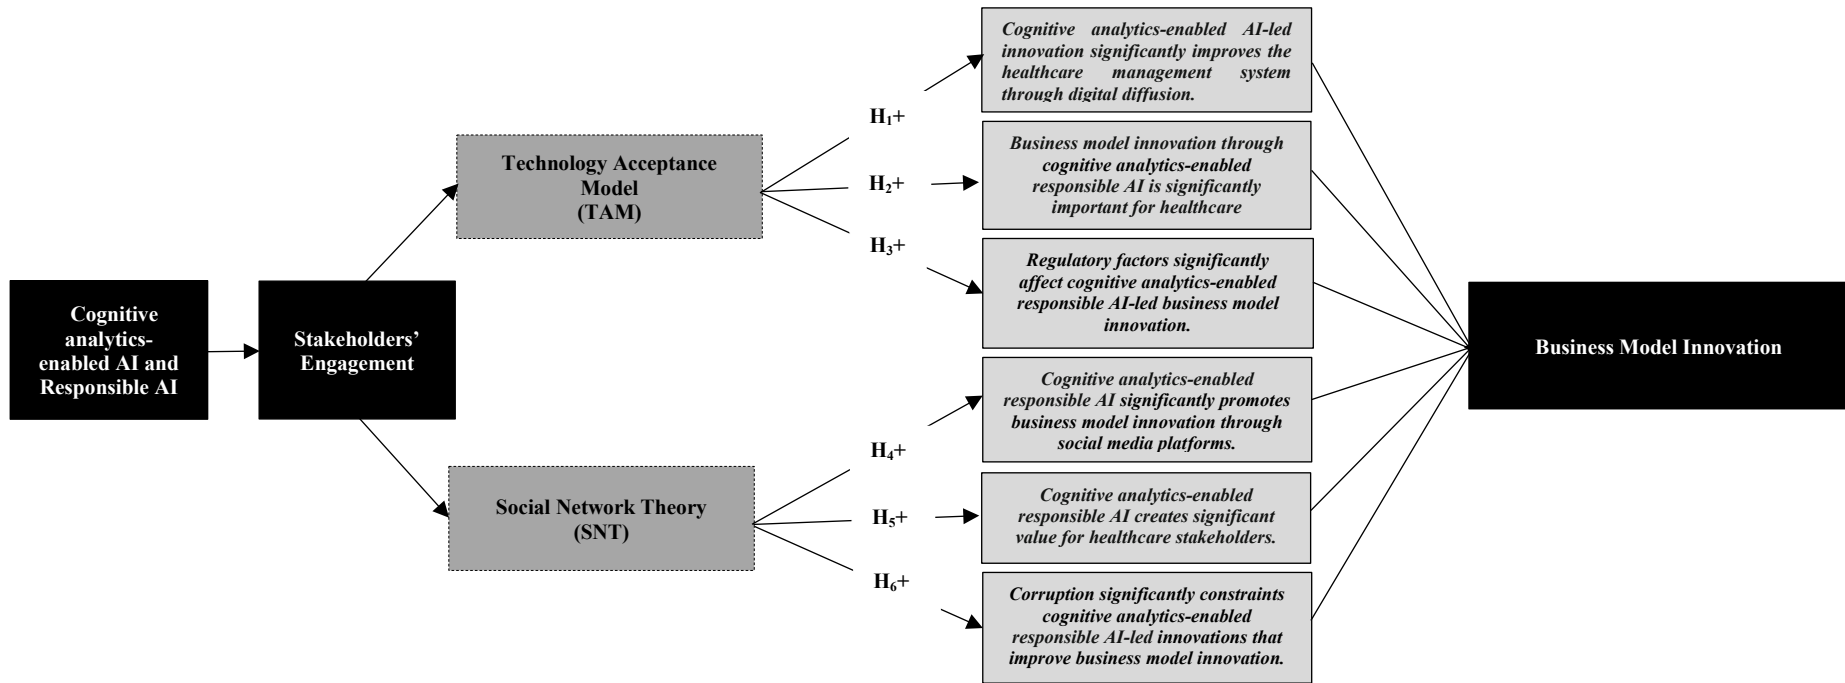 Cognitive
analytics-
enabled AI and
Responsible AI
Stakeholders’
Engagement
Technology Acceptance
Model
(TAM)
Social Network Theory
(SNT)
H₁+
H₂+
H₃+
H₄+
H₅+
H₆+
Cognitive analytics-enabled AI-led
innovation significantly improves the
healthcare management system
through digital diffusion.
Business model innovation through
cognitive analytics-enabled
responsible AI is significantly
important for healthcare
Regulatory factors significantly
affect cognitive analytics-enabled
responsible AI-led business model
innovation.
Cognitive analytics-enabled
responsible AI significantly promotes
business model innovation through
social media platforms.
Cognitive analytics-enabled
responsible AI creates significant
value for healthcare stakeholders.
Corruption significantly constraints
cognitive analytics-enabled
responsible AI-led innovations that
improve business model innovation.
Business Model Innovation